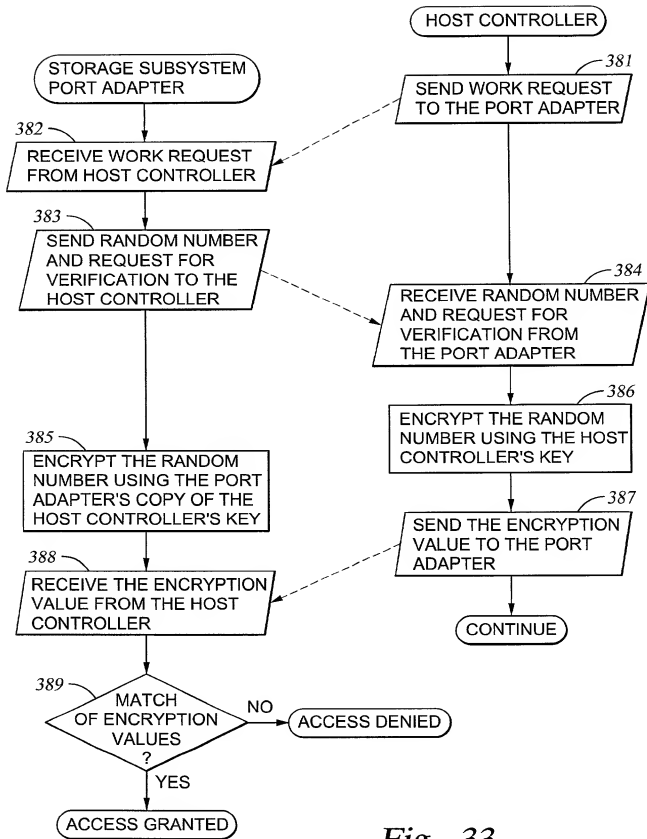 HOST CONTROLLER
STORAGE SUBSYSTEM
PORT ADAPTER
381
SEND WORK REQUEST
TO THE PORT ADAPTER
382
RECEIVE WORK REQUEST
FROM HOST CONTROLLER
383
SEND RANDOM NUMBER
AND REQUEST FOR
VERIFICATION TO THE
HOST CONTROLLER
384
RECEIVE RANDOM NUMBER
AND REQUEST FOR
VERIFICATION FROM
THE PORT ADAPTER
386
ENCRYPT THE RANDOM
NUMBER USING THE HOST
CONTROLLER'S KEY
385
ENCRYPT THE RANDOM
NUMBER USING THE PORT
ADAPTER'S COPY OF THE
HOST CONTROLLER'S KEY
387
SEND THE ENCRYPTION
VALUE TO THE PORT
ADAPTER
388
RECEIVE THE ENCRYPTION
VALUE FROM THE HOST
CONTROLLER
CONTINUE
389
MATCH
OF ENCRYPTION
VALUES
?
NO
ACCESS DENIED
YES
ACCESS GRANTED
Fig. 33